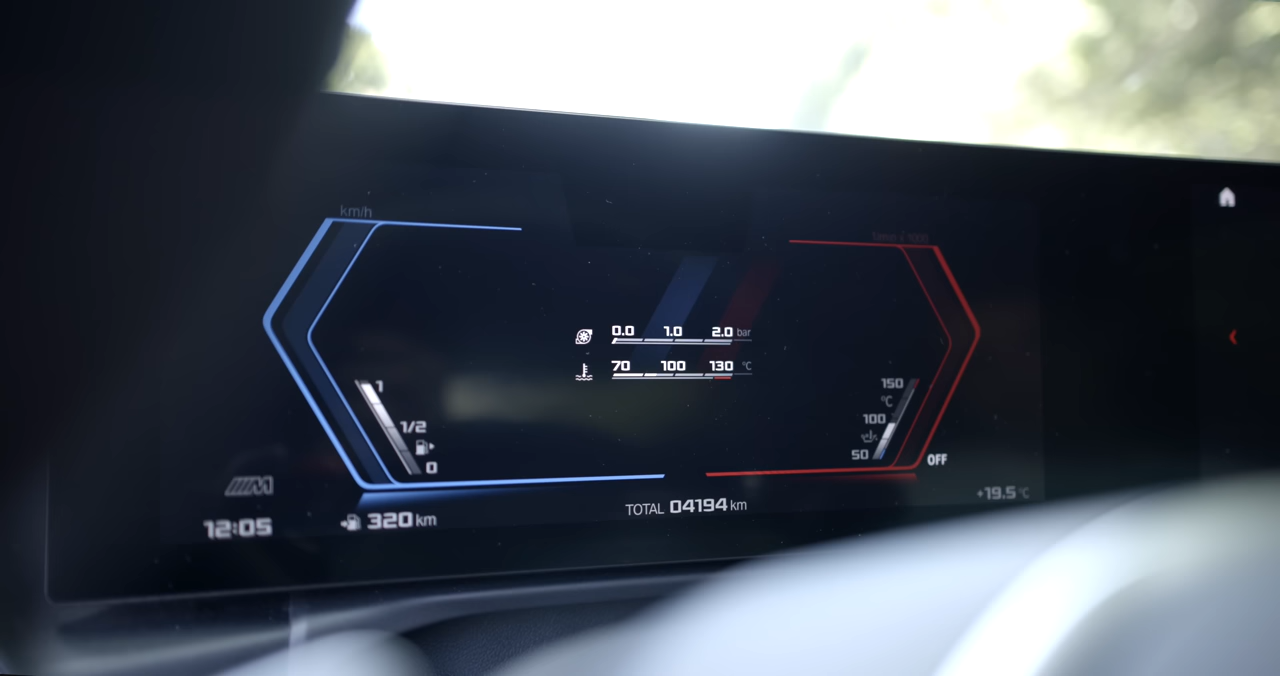 km/h
0.0 1.0 2.0 bar
70 100 130 °C
1
1/2
0
150
°C
100
50
OFF
M
12:05
320 km
TOTAL 04194 km
+19.5 °C